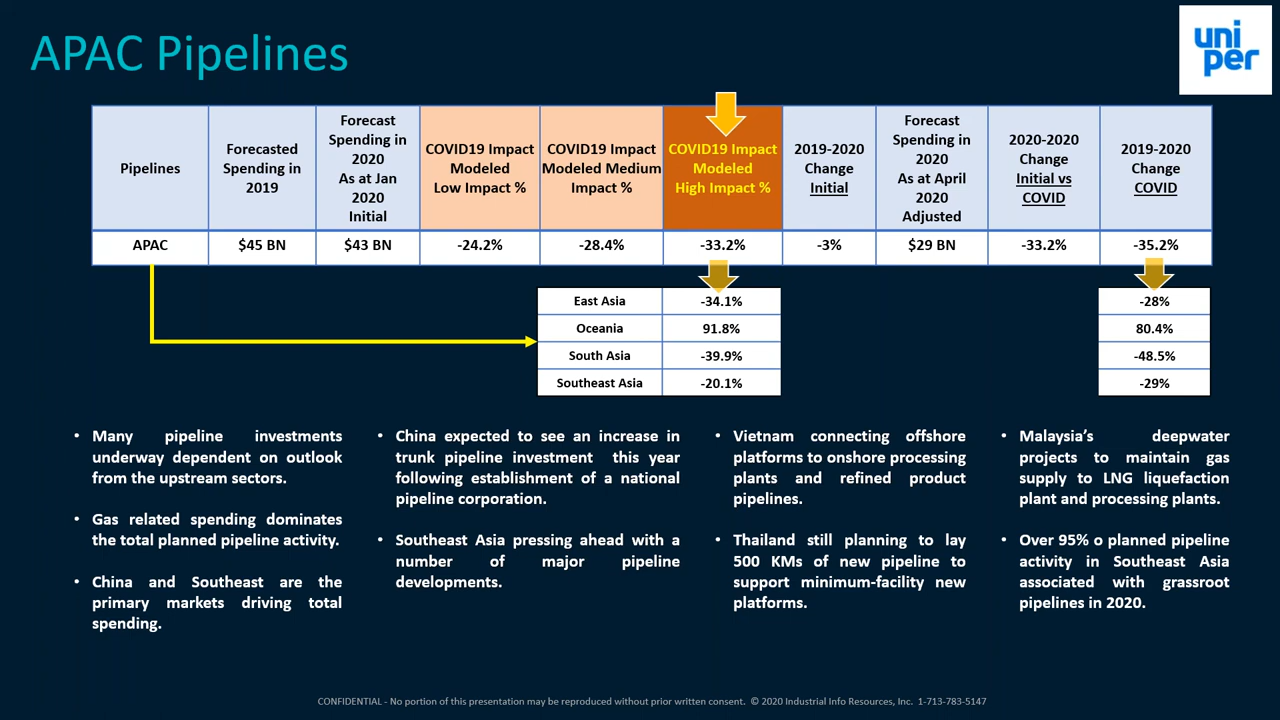 APAC Pipelines
uni
per
Pipelines
Forecasted
Spending in
2019
Forecast
Spending in
2020
As at Jan
2020
Initial
COVID19 Impact
Modeled
Low Impact %
COVID19 Impact
Modeled Medium
Impact %
COVID19 Impact
Modeled
High Impact %
2019-2020
Change
Initial
Forecast
Spending in
2020
As at April
2020
Adjusted
2020-2020
Change
Initial vs
COVID
2019-2020
Change
COVID
APAC
$45 BN
$43 BN
-24.2%
-28.4%
-33.2%
-3%
$29 BN
-33.2%
-35.2%
East Asia
-34.1%
-28%
Oceania
91.8%
80.4%
South Asia
-39.9%
-48.5%
Southeast Asia
-20.1%
-29%
• Many pipeline investments
underway dependent on outlook
from the upstream sectors.
• Gas related spending dominates
the total planned pipeline activity.
• China and Southeast are the
primary markets driving total
spending.
• China expected to see an increase in
trunk pipeline investment this year
following establishment of a national
pipeline corporation.
• Southeast Asia pressing ahead with a
number of major pipeline
developments.
• Vietnam connecting offshore
platforms to onshore processing
plants and refined product
pipelines.
• Thailand still planning to lay
500 KMs of new pipeline to
support minimum-facility new
platforms.
• Malaysia's deepwater
projects to maintain gas
supply to LNG liquefaction
plant and processing plants.
• Over 95% o planned pipeline
activity in Southeast Asia
associated with grassroot
pipelines in 2020.
CONFIDENTIAL - No portion of this presentation may be reproduced without prior written consent. © 2020 Industrial Info Resources, Inc. 1-713-783-5147